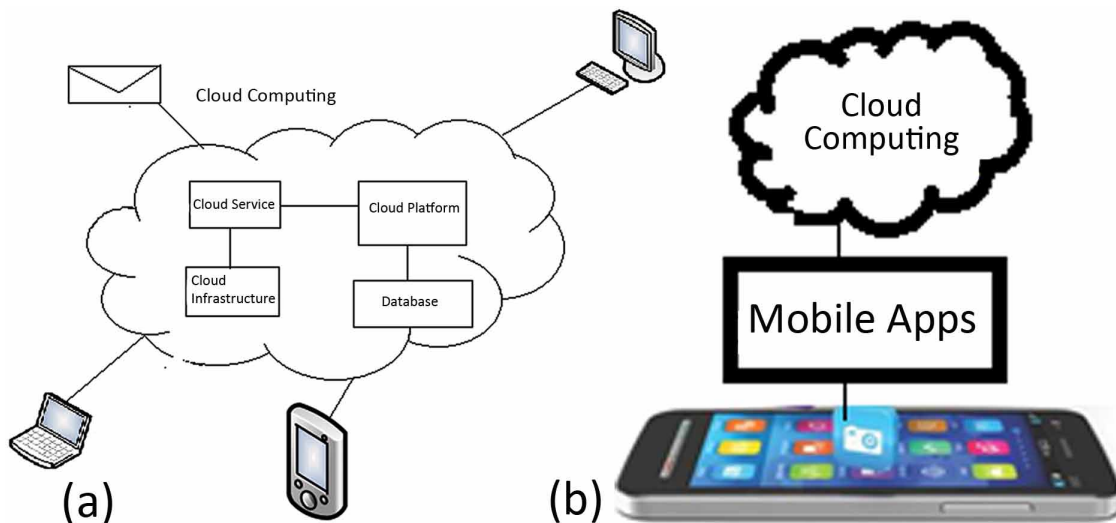 Cloud Computing
Cloud Service
Cloud Platform
Cloud
Infrastructure
Database
(a)
Cloud
Computing
Mobile Apps
(b)